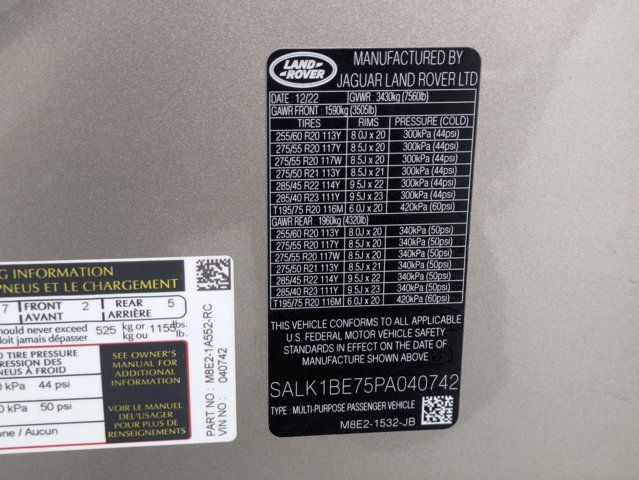 LAND-
-ROVER
MANUFACTURED BY
JAGUAR LAND ROVER LTD
DATE : 12/22 GVWR : 3430kg (7560lb)
GAWR FRONT : 1590kg (3505lb)
TIRES RIMS PRESSURE (COLD)
255/60 R20 113Y 8.0J x 20 300kPa (44psi)
275/55 R20 117Y 8.5J x 20 300kPa (44psi)
275/55 R20 117W 8.5J x 20 300kPa (44psi)
275/50 R21 113Y 8.5J x 21 300kPa (44psi)
285/45 R22 114Y 9.5J x 22 300kPa (44psi)
285/40 R23 111Y 9.5J x 23 300kPa (44psi)
T195/75 R20 116M 6.0J x 20 420kPa (60psi)
GAWR REAR : 1960kg (4320lb)
255/60 R20 113Y 8.0J x 20 340kPa (50psi)
275/55 R20 117Y 8.5J x 20 340kPa (50psi)
275/55 R20 117W 8.5J x 20 340kPa (50psi)
275/50 R21 113Y 8.5J x 21 340kPa (50psi)
285/45 R22 114Y 9.5J x 22 340kPa (50psi)
285/40 R23 111Y 9.5J x 23 340kPa (50psi)
T195/75 R20 116M 6.0J x 20 420kPa (60psi)
THIS VEHICLE CONFORMS TO ALL APPLICABLE
U.S FEDERAL MOTOR VEHICLE SAFETY
STANDARDS IN EFFECT ON THE DATE OF
MANUFACTURE SHOWN ABOVE
SALK1BE75PA040742
TYPE : MULTI-PURPOSE PASSENGER VEHICLE
M8E2-1532-JB
INFORMATION
PNEUS ET LE CHARGEMENT
7 FRONT 2 REAR 5
AVANT ARRIÈRE
should never exceed 525 kg or 1155 lbs.
doit jamais dépasser kg ou lb.
TIRE PRESSURE
DES
À FROID
kPa 44 psi
kPa 50 psi
/ Aucun
SEE OWNER'S
MANUAL FOR
ADDITIONAL
INFORMATION
VOIR LE MANUEL
DEL'USAGER
POUR PLUS DE
RENSEIGNEMENTS
PART NO: M8E2-1A552-RC
VIN NO : 040742